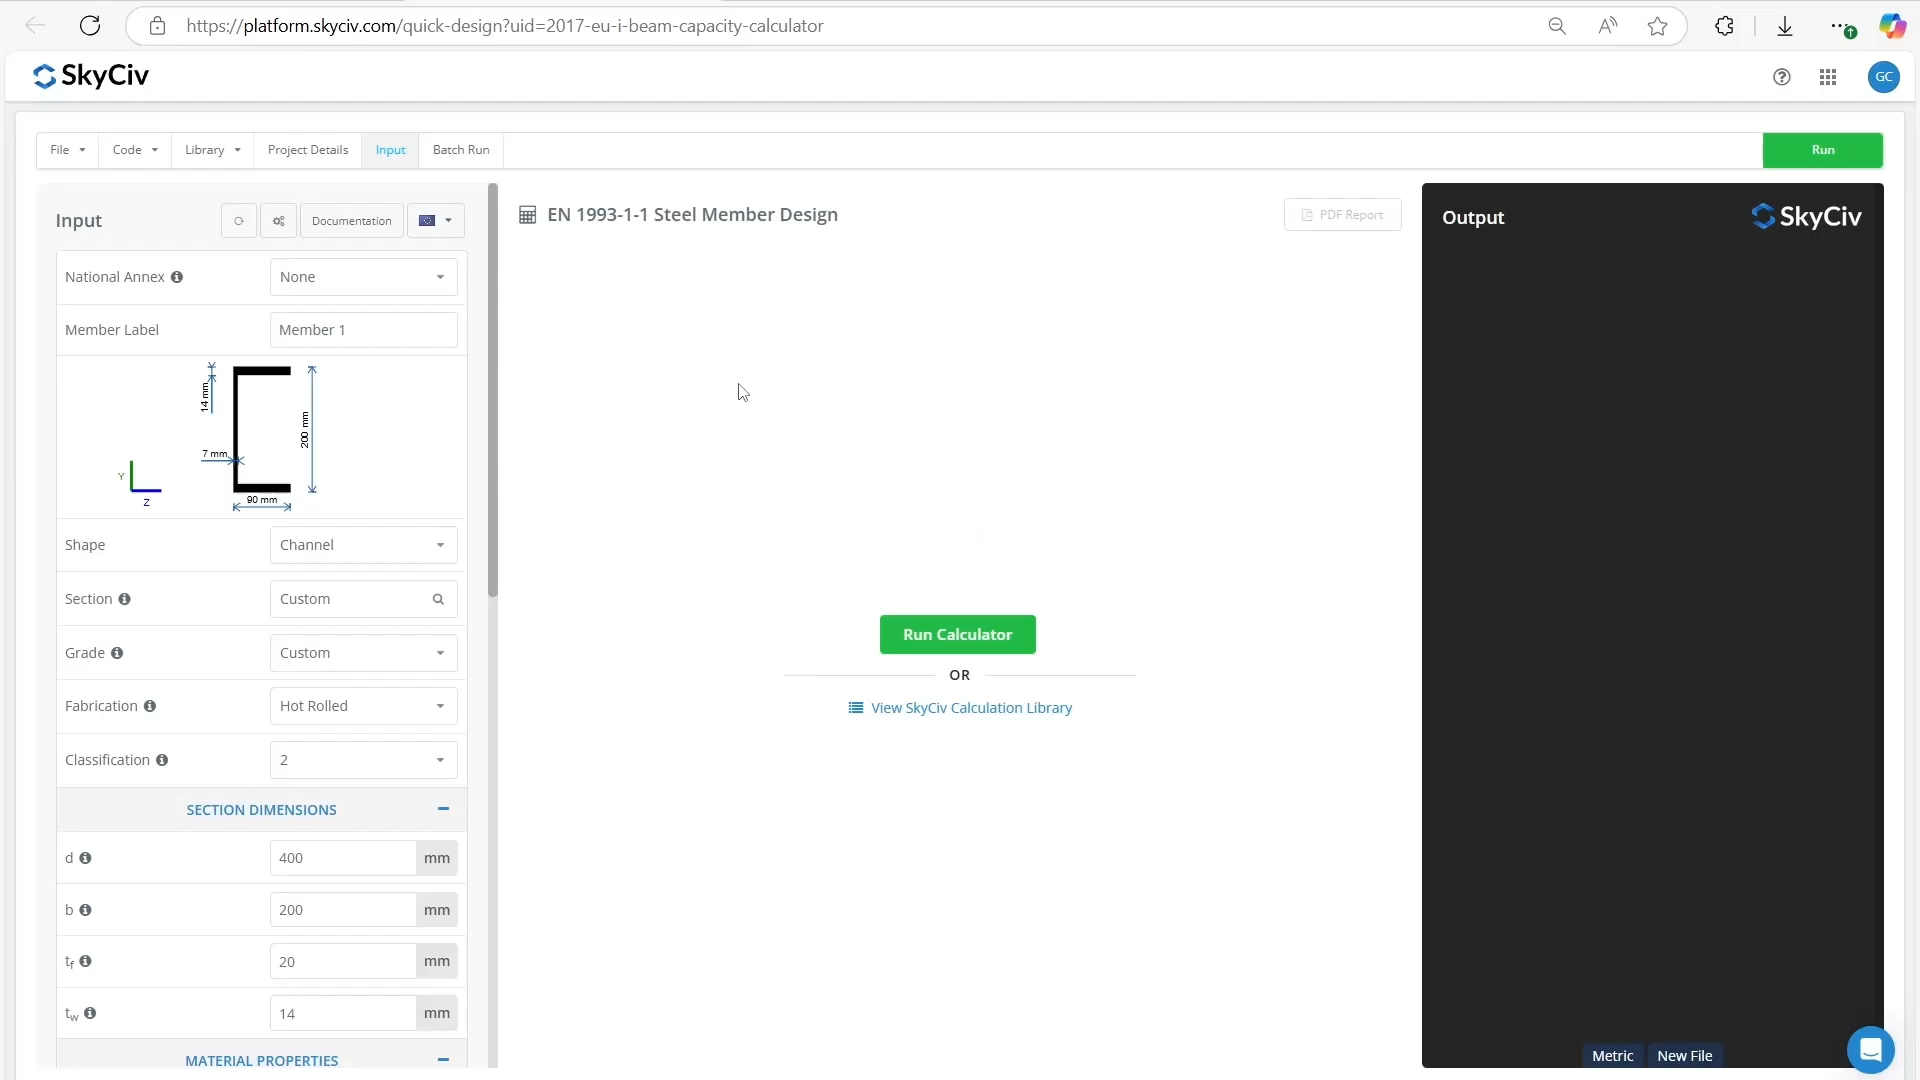 https://platform.skyciv.com/quick-design?uid=2017-eu-i-beam-capacity-calculator
SkyCiv
GC
File
Code
Library
Project Details
Input
Batch Run
Run
Input
Documentation
National Annex
None
Member Label
Member 1
14 mm
200 mm
7 mm
90 mm
Y
Z
Shape
Channel
Section
Custom
Grade
Custom
Fabrication
Hot Rolled
Classification
2
SECTION DIMENSIONS
d
400
mm
b
200
mm
tf
20
mm
tw
14
mm
MATERIAL PROPERTIES
EN 1993-1-1 Steel Member Design
PDF Report
Run Calculator
OR
View SkyCiv Calculation Library
Output
SkyCiv
Metric
New File